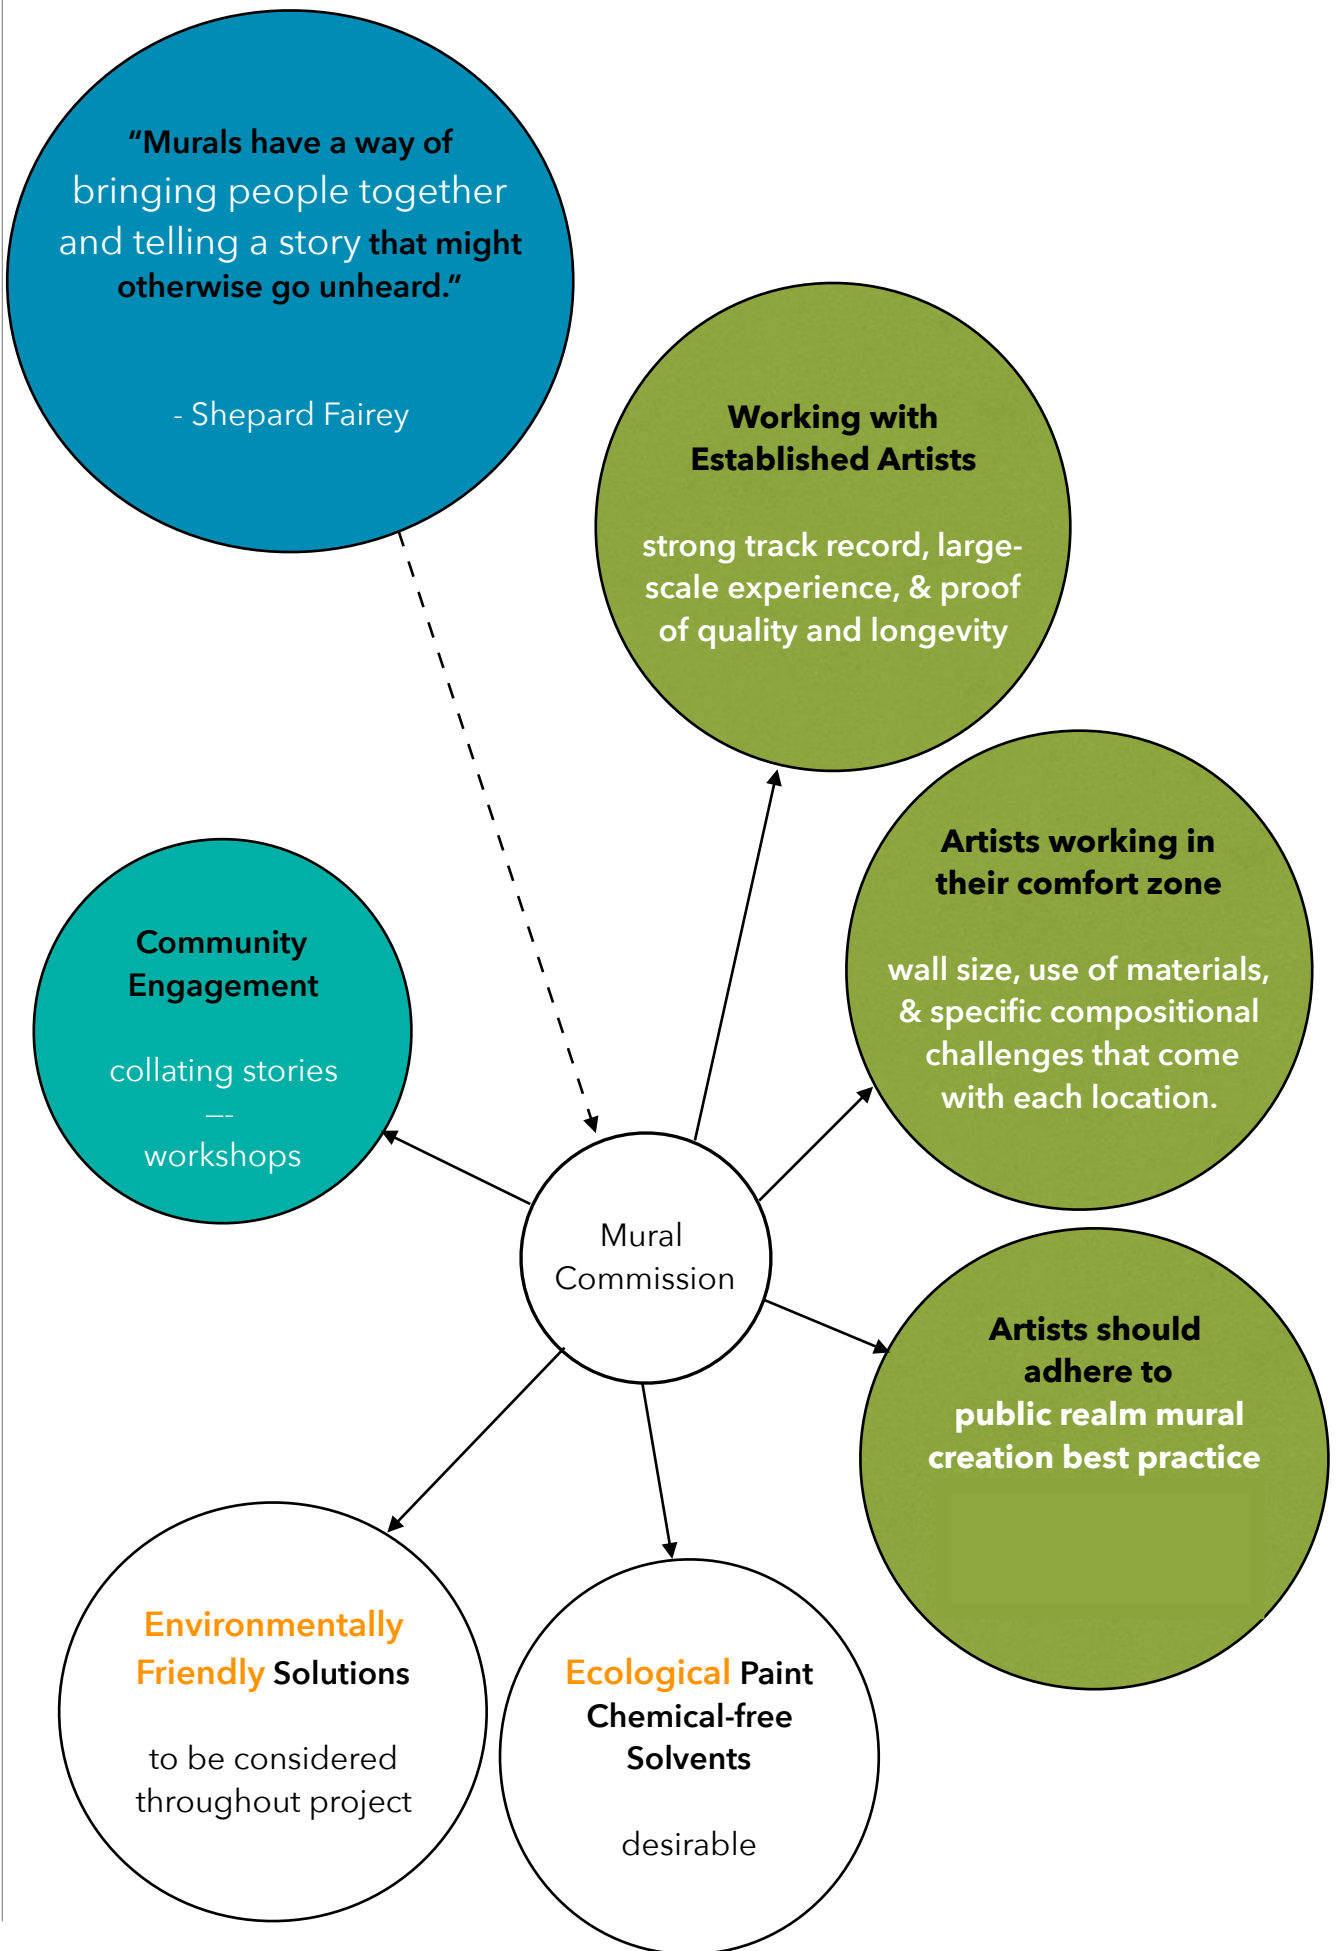 “Murals have a way of
bringing people together
and telling a story that might
otherwise go unheard.”
- Shepard Fairey
Working with
Established Artists
strong track record, large-
scale experience, & proof
of quality and longevity
Artists working in
their comfort zone
wall size, use of materials,
& specific compositional
challenges that come
with each location.
Community
Engagement
collating stories
—-
workshops
Mural
Commission
Artists should
adhere to
public realm mural
creation best practice
Environmentally
Friendly Solutions
to be considered
throughout project
Ecological Paint
Chemical-free
Solvents
desirable